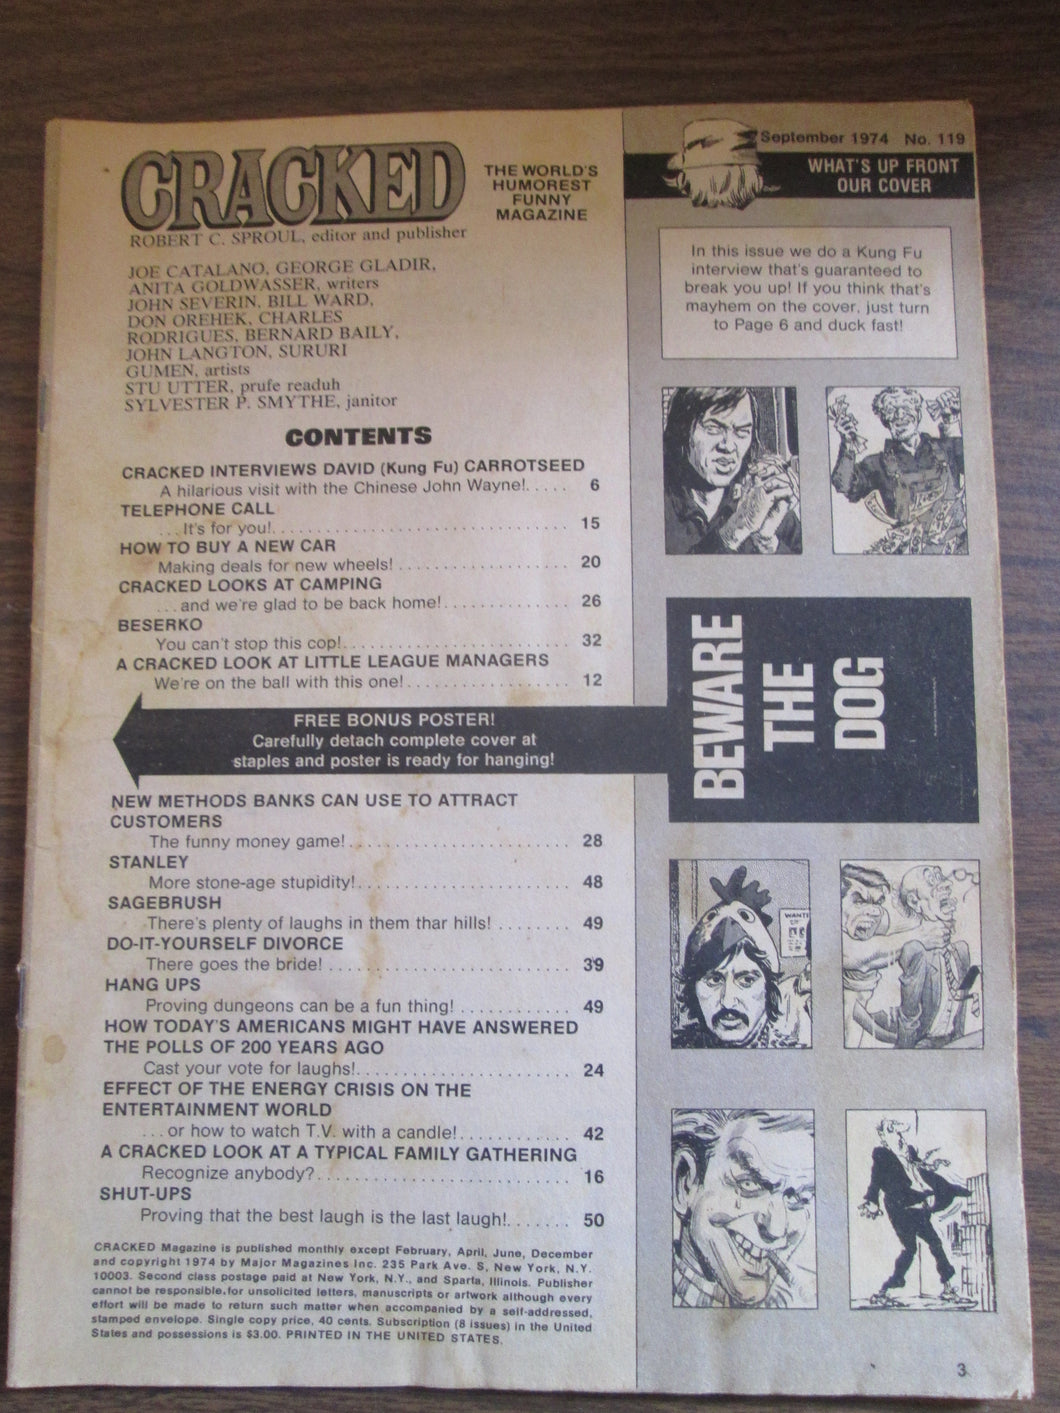 CRACKED
THE WORLD'S
HUMOREST
FUNNY
MAGAZINE
ROBERT C. SPROUL, editor and publisher
JOE CATALANO, GEORGE GLADIR,
ANITA GOLDWASSER, writers
JOHN SEVERIN, BILL WARD,
DON OREHEK, CHARLES
RODRIGUES, BERNARD BAILY,
JOHN LANGTON, SURURI
GUMEN, artists
STU UTTER, prufe readuh
SYLVESTER P. SMYTHE, janitor
CONTENTS
CRACKED INTERVIEWS DAVID (Kung Fu) CARROTSEED
A hilarious visit with the Chinese John Wayne!..... 6
TELEPHONE CALL
...It's for you!.............................. 15
HOW TO BUY A NEW CAR
Making deals for new wheels!.................. 20
CRACKED LOOKS AT CAMPING
...and we're glad to be back home!............. 26
BESERKO
You can't stop this cop!........................ 32
A CRACKED LOOK AT LITTLE LEAGUE MANAGERS
We're on the ball with this one!................. 12
FREE BONUS POSTER!
Carefully detach complete cover at
staples and poster is ready for hanging!
NEW METHODS BANKS CAN USE TO ATTRACT
CUSTOMERS
The funny money game!....................... 28
STANLEY
More stone-age stupidity!...................... 48
SAGEBRUSH
There's plenty of laughs in them thar hills!........ 49
DO-IT-YOURSELF DIVORCE
There goes the bride!......................... 39
HANG UPS
Proving dungeons can be a fun thing!............ 49
HOW TODAY'S AMERICANS MIGHT HAVE ANSWERED
THE POLLS OF 200 YEARS AGO
Cast your vote for laughs!...................... 24
EFFECT OF THE ENERGY CRISIS ON THE
ENTERTAINMENT WORLD
...or how to watch T.V. with a candle!........... 42
A CRACKED LOOK AT A TYPICAL FAMILY GATHERING
Recognize anybody?.......................... 16
SHUT-UPS
Proving that the best laugh is the last laugh!....... 50
CRACKED Magazine is published monthly except February, April, June, December
and copyright 1974 by Major Magazines Inc. 235 Park Ave. S, New York, N.Y.
10003. Second class postage paid at New York, N.Y., and Sparta, Illinois. Publisher
cannot be responsible for unsolicited letters, manuscripts or artwork although every
effort will be made to return such matter when accompanied by a self-addressed,
stamped envelope. Single copy price, 40 cents. Subscription (8 issues) in the United
States and possessions is $3.00. PRINTED IN THE UNITED STATES.
September 1974 No. 119
WHAT'S UP FRONT
OUR COVER
In this issue we do a Kung Fu
interview that's guaranteed to
break you up! If you think that's
mayhem on the cover, just turn
to Page 6 and duck fast!
BEWARE
THE
DOG
WANTE
3